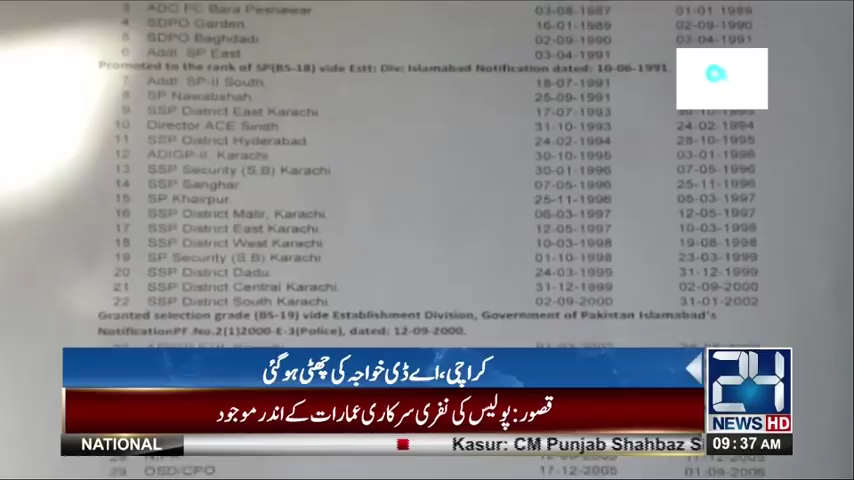 3 ADO FC Bara Peshawar 03-08-1987 01-01-1989
4 SDPO Garden 16-01-1989 02-09-1990
5 SDPO Baghdadi 02-09-1990 03-04-1991
6 Addl. SP East 03-04-1991
Promoted to the rank of SP(BS-18) vide Estt: Div: Islamabad Notification dated: 10-06-1991.
7 Addl. SP-II South 18-07-1991
8 SP Nawabshah 25-09-1991
9 SSP District East Karachi 17-07-1993 30-10-1993
10 Director ACE Sindh 31-10-1993 24-02-1994
11 SSP District Hyderabad 24-02-1994 28-10-1995
12 ADIGP-II, Karachi 30-10-1995 03-01-1996
13 SSP Security (S.B) Karachi 30-01-1996 07-05-1996
14 SSP Sanghar 07-05-1996 25-11-1996
15 SP Khairpur 25-11-1996 05-03-1997
16 SSP District Malir, Karachi 06-03-1997 12-05-1997
17 SSP District East Karachi 12-05-1997 10-03-1998
18 SSP District West Karachi 10-03-1998 19-08-1998
19 SP Security (S.B) Karachi 01-10-1998 23-03-1999
20 SSP District Dadu 24-03-1999 31-12-1999
21 SSP District Central Karachi 31-12-1999 02-09-2000
22 SSP District South Karachi 02-09-2000 31-01-2002
Granted selection grade (BS-19) vide Establishment Division, Government of Pakistan Islamabad's
NotificationPF.No.2(1)2000-E-3(Police), dated: 12-09-2000.
کراچی، اے ڈی خواجہ کی چھٹی ہوگئی
قصور: پولیس کی نفری سرکاری عمارات کے اندر موجود
24
NEWS HD
NATIONAL
Kasur: CM Punjab Shahbaz S
09:37 AM
29 OSD/CPO 17-12-2005 01-09-2006